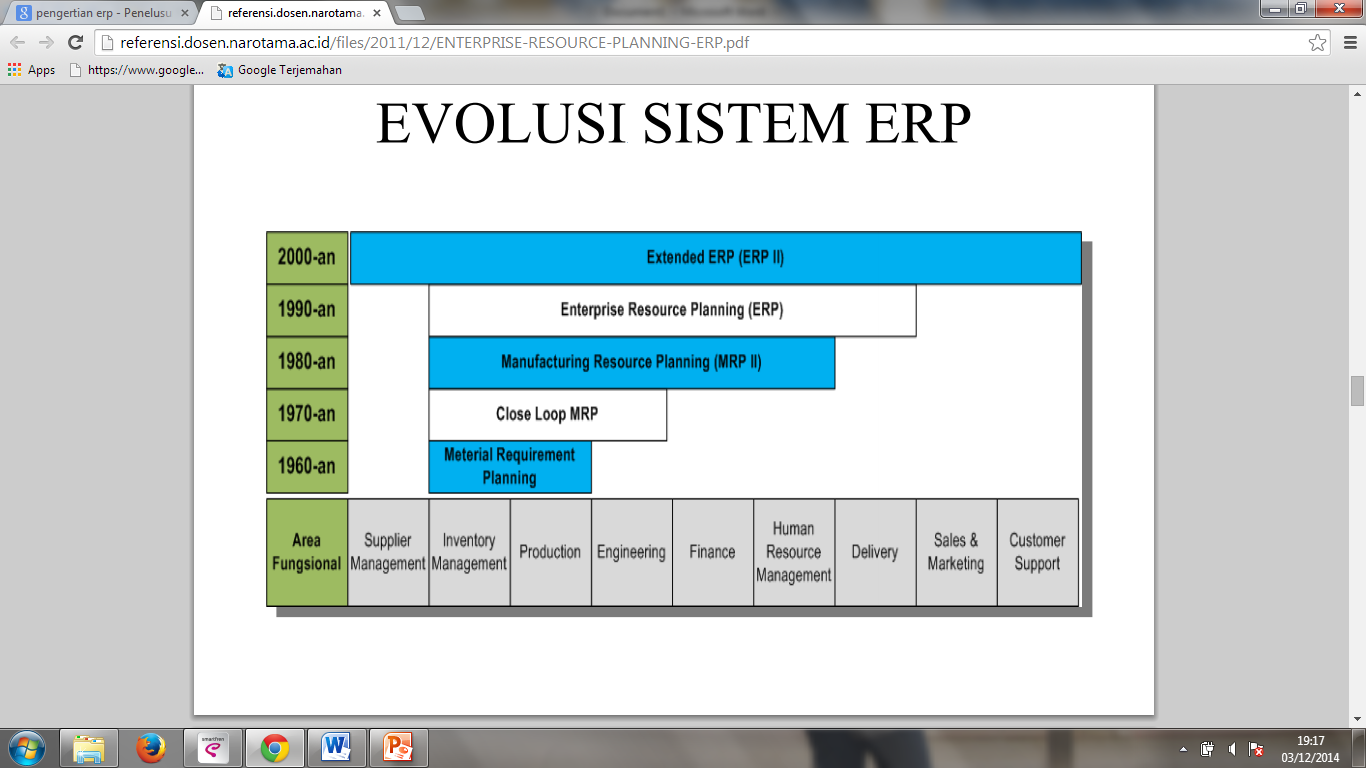 pengertian erp - Penelusu
referensi.dosen.narotama.
referensi.dosen.narotama.ac.id/files/2011/12/ENTERPRISE-RESOURCE-PLANNING-ERP.pdf
Apps
https://www.google...
Google Terjemahan
EVOLUSI SISTEM ERP
2000-an
Extended ERP (ERP II)
1990-an
Enterprise Resource Planning (ERP)
1980-an
Manufacturing Resource Planning (MRP II)
1970-an
Close Loop MRP
1960-an
Meterial Requirement
Planning
Area
Fungsional
Supplier
Management
Inventory
Management
Production
Engineering
Finance
Human
Resource
Management
Delivery
Sales &
Marketing
Customer
Support
smartfren
19:17
03/12/2014